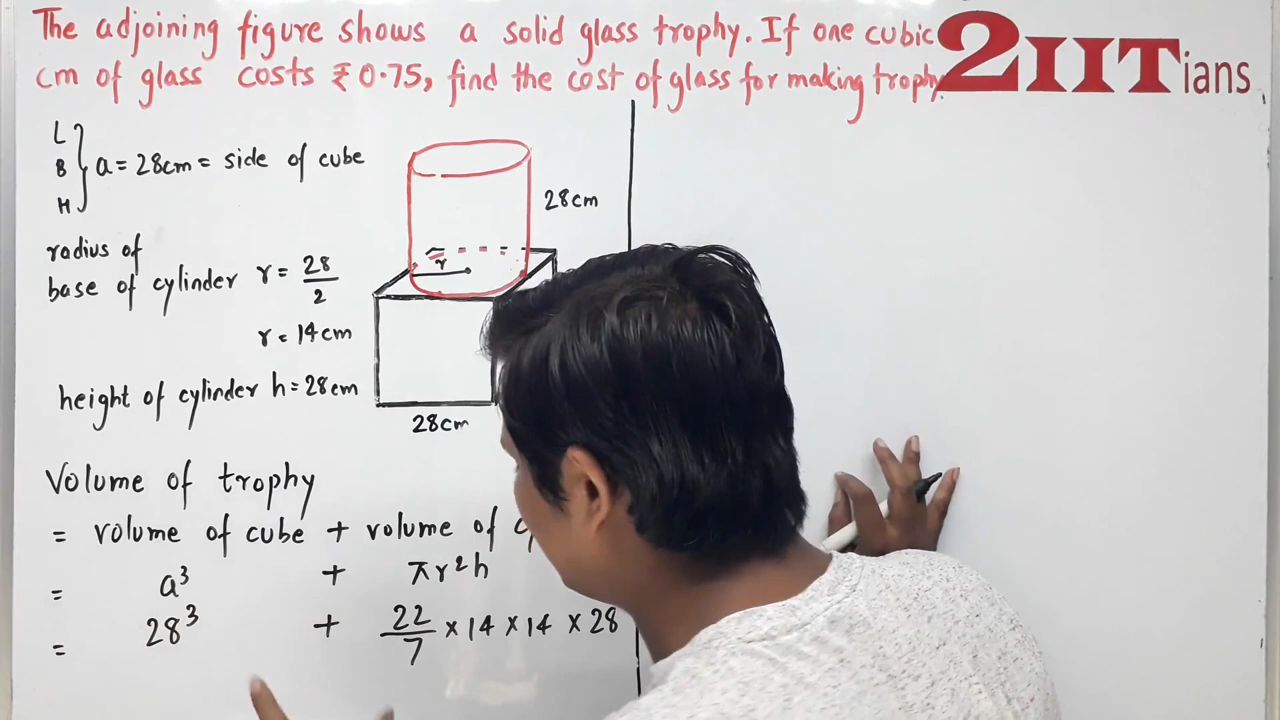 The adjoining figure shows a solid glass trophy. If one cubic
cm of glass costs ₹ 0.75, find the cost of glass for making trophy.
2IITians
L
B
H
a = 28cm = side of cube
28cm
radius of
base of cylinder r = 28/2
r
r = 14cm
height of cylinder h = 28cm
28cm
Volume of trophy
= volume of cube + volume of
= a³ + πr²h
= 28³ + 22/7 × 14 × 14 × 28